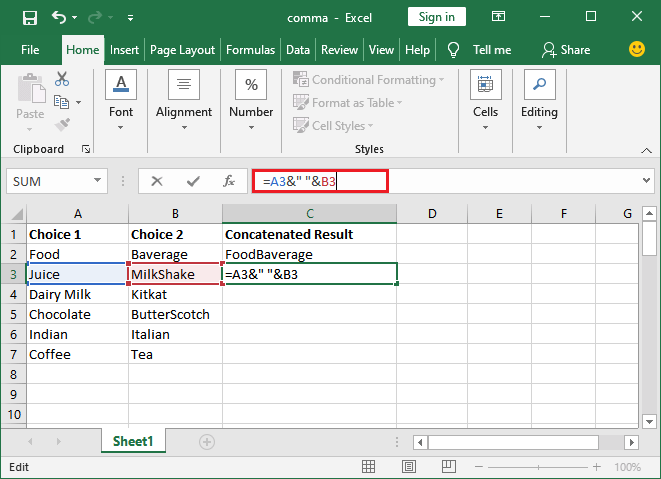 comma - Excel Sign in
File Home Insert Page Layout Formulas Data Review View Help Tell me Share
Paste Font Alignment % Number Conditional Formatting Format as Table Cell Styles Cells Editing
Clipboard Styles
SUM fx =A3&" "&B3
A B C D E F G
1 Choice 1 Choice 2 Concatenated Result
2 Food Baverage FoodBaverage
3 Juice MilkShake =A3&" "&B3
4 Dairy Milk Kitkat
5 Chocolate ButterScotch
6 Indian Italian
7 Coffee Tea
8
9
10
Sheet1
Edit 100%